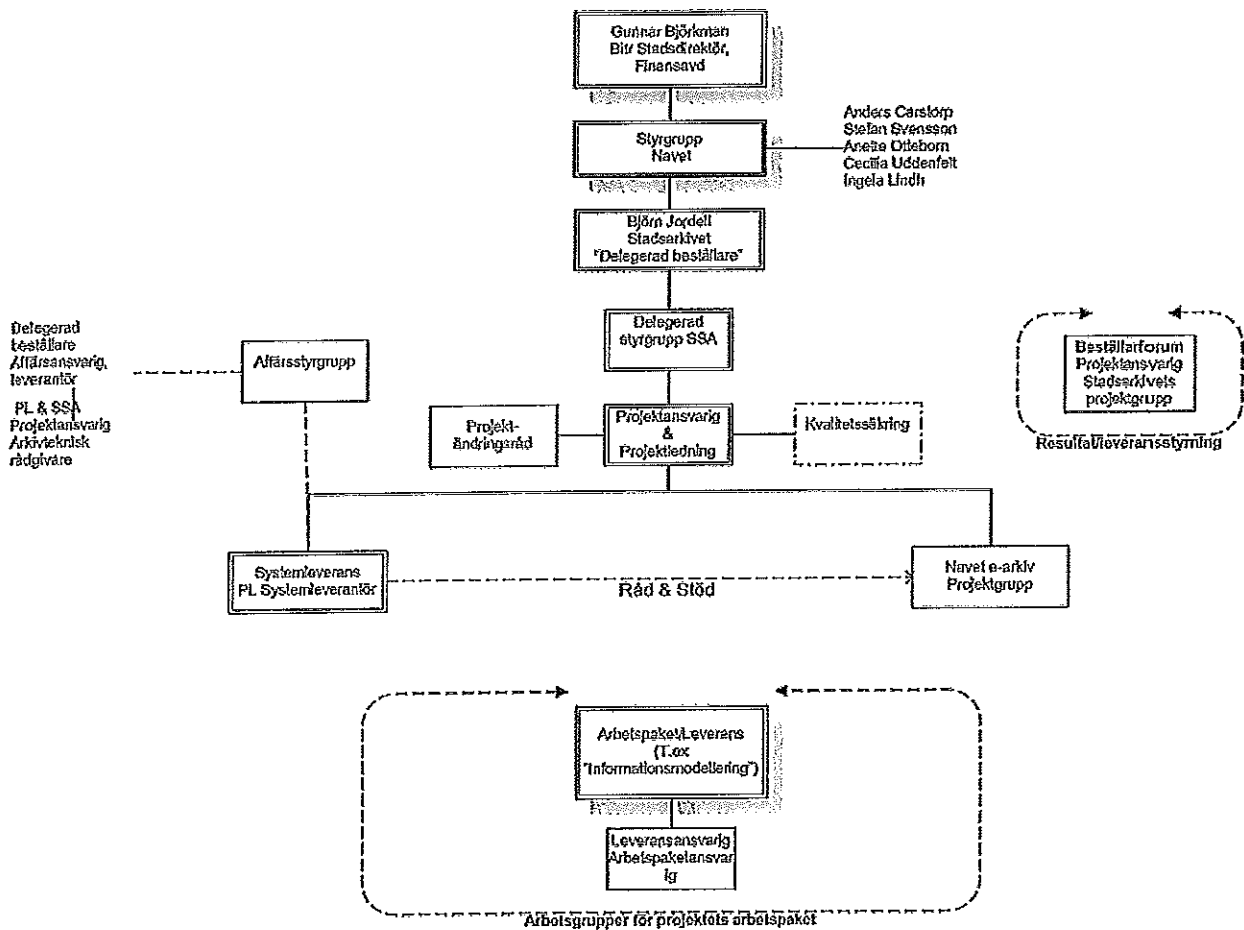 Gunnar Björkman
Bitr Stadsdirektör,
Finansavd
Styrgrupp
Navet
Anders Carstorp
Stefan Svensson
Anette Otteborn
Cecilia Uddenfelt
Ingela Lindh
Björn Jordell
Stadsarkivet
"Delegerad beställare"
Delegerad
styrgrupp SSA
Delegerad
beställare
Affärsansvarig,
leverantör
PL & SSA
Projektansvarig
Arkivteknisk
rådgivare
Affärsstyrgrupp
Beställarforum
Projektansvarig
Stadsarkivets
projektgrupp
Resultat/leveransstyrning
Projekt-
ändringsråd
Projektansvarig
&
Projektledning
Kvalitetssäkring
Systemleverans
PL Systemleverantör
Råd & Stöd
Navet e-arkiv
Projektgrupp
Arbetspaket/Leverans
(T.ex
"Informationsmodellering")
Leveransansvarig
Arbetspaketansvar
ig
Arbetsgrupper för projektets arbetspaket